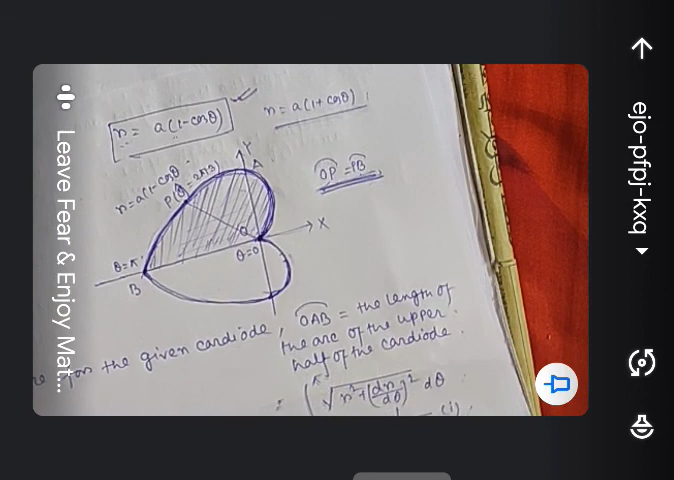 r = a(1-cosθ)
r = a(1+cosθ)
OP = PB
r = a(1-cosθ)
P(θ = 2π/3)
A
Y
X
O
θ=0
θ=π
B
for the given cardiode, OAB = the length of
the arc of the upper
half of the cardiode.
= ∫ √r²+(dr/dθ)² dθ
(i)
Leave Fear & Enjoy Mat...
ejo-pfpj-kxq